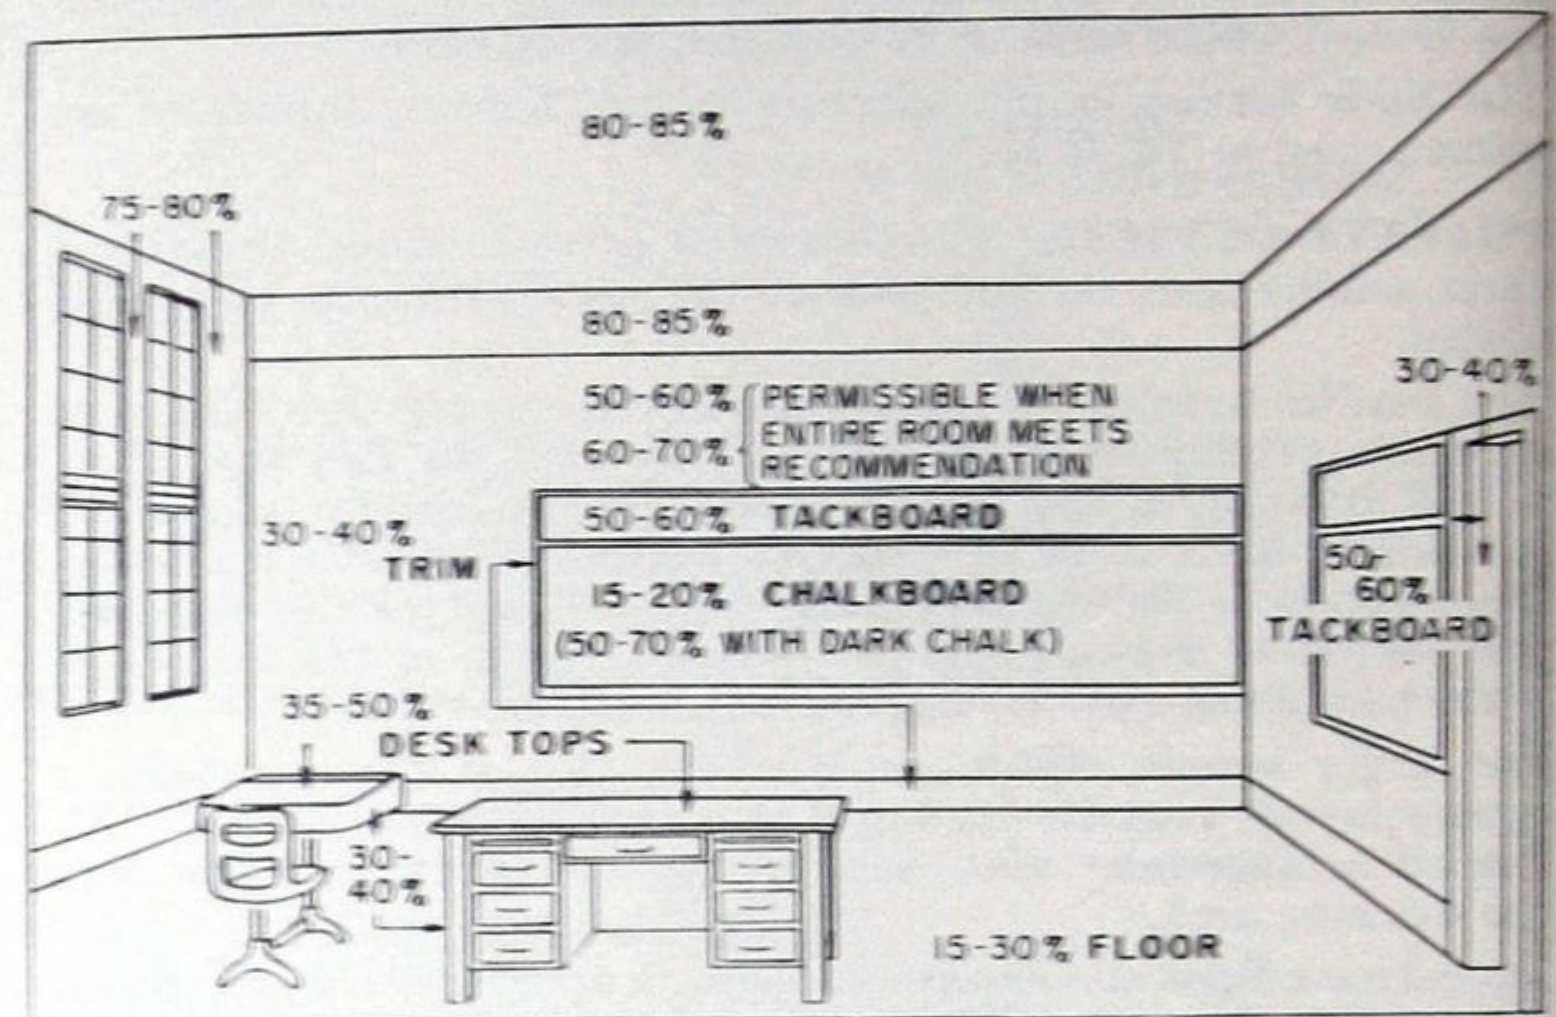 80-85%
75-80%
80-85%
50-60% PERMISSIBLE WHEN
ENTIRE ROOM MEETS
60-70% RECOMMENDATION
30-40%
50-60% TACKBOARD
30-40%
TRIM
15-20% CHALKBOARD
(50-70% WITH DARK CHALK)
50-
60%
TACKBOARD
35-50%
DESK TOPS
30-
40%
15-30% FLOOR